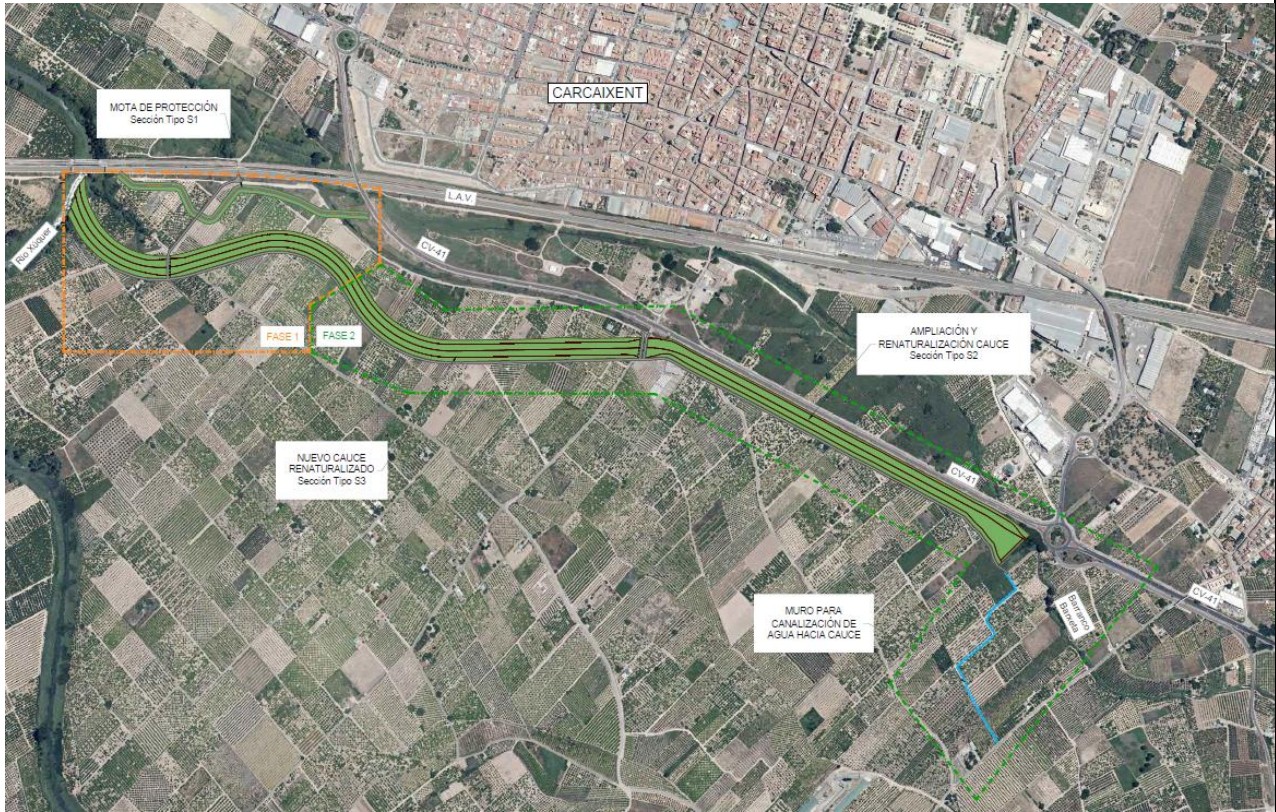 CARCAIXENT
MOTA DE PROTECCIÓN
Sección Tipo S1
L.A.V.
Río Xúquer
CV-41
FASE 1
FASE 2
AMPLIACIÓN Y
RENATURALIZACIÓN CAUCE
Sección Tipo S2
NUEVO CAUCE
RENATURALIZADO
Sección Tipo S3
CV-41
MURO PARA
CANALIZACIÓN DE
AGUA HACIA CAUCE
Barranco
Barxeta
CV-41